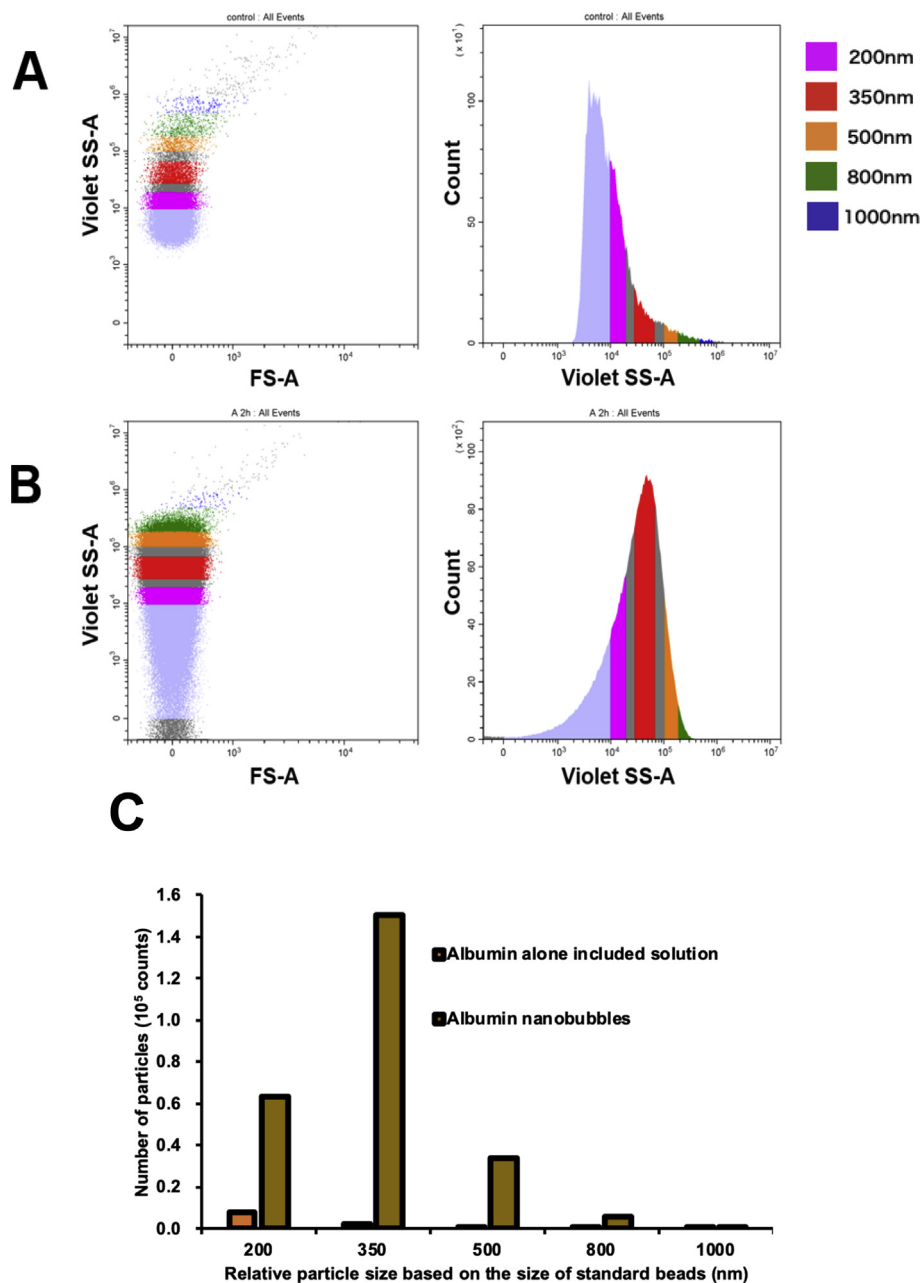 A
control : All Events
Violet SS-A
10⁷
10⁶
10⁵
10⁴
10³
0
0 10³ 10⁴
FS-A
control : All Events
Count
(x 10¹)
100
50
0
0 10³ 10⁴ 10⁵ 10⁶ 10⁷
Violet SS-A
200nm
350nm
500nm
800nm
1000nm
B
A 2h : All Events
Violet SS-A
10⁷
10⁶
10⁵
10⁴
10³
0
0 10³ 10⁴
FS-A
A 2h : All Events
Count
(x 10²)
100
80
60
40
20
0
0 10³ 10⁴ 10⁵ 10⁶ 10⁷
Violet SS-A
C
Number of particles (10⁵ counts)
1.6
1.4
1.2
1.0
0.8
0.6
0.4
0.2
0.0
Albumin alone included solution
Albumin nanobubbles
200 350 500 800 1000
Relative particle size based on the size of standard beads (nm)